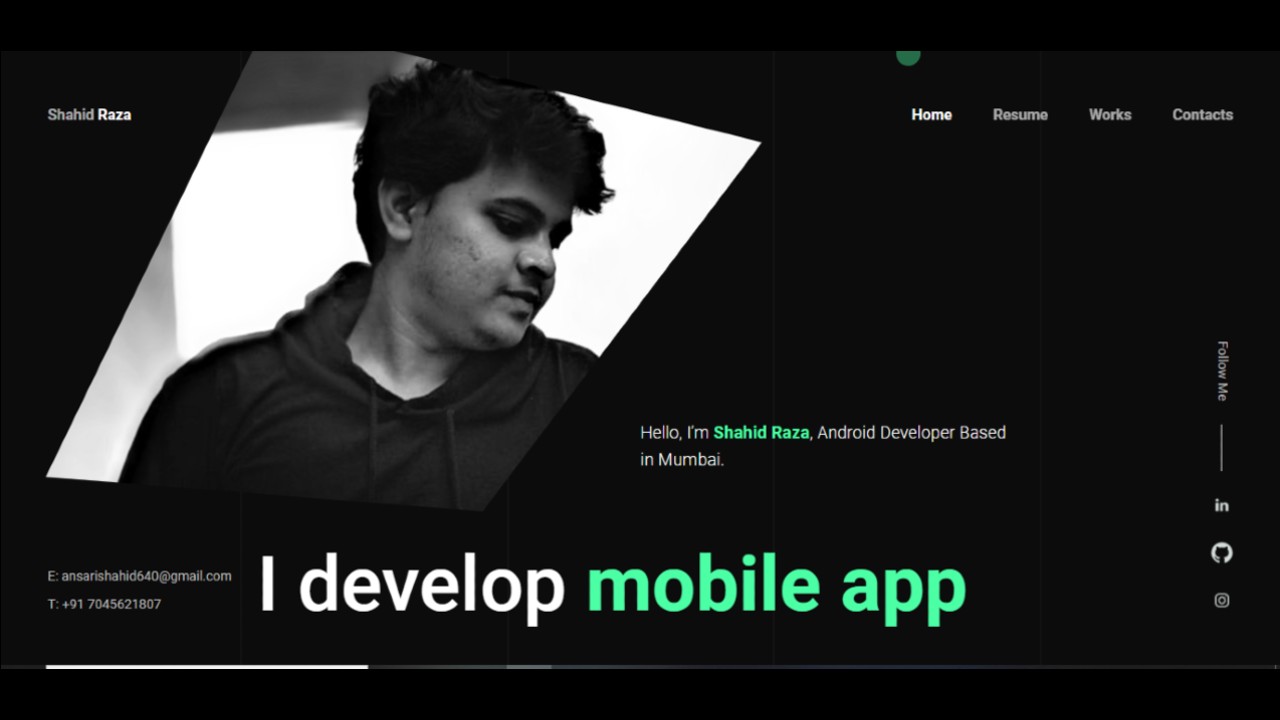 Shahid Raza
Home
Resume
Works
Contacts
Follow Me
Hello, I'm Shahid Raza, Android Developer Based
in Mumbai.
in
I develop mobile app
E: ansarishahid640@gmail.com
T: +91 7045621807